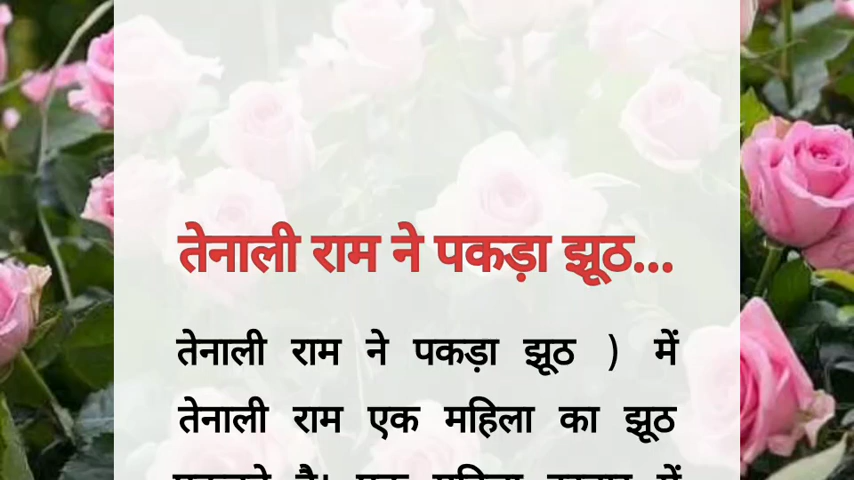 तेनाली राम ने पकड़ा झूठ...
तेनाली राम ने पकड़ा झूठ ) में
तेनाली राम एक महिला का झूठ